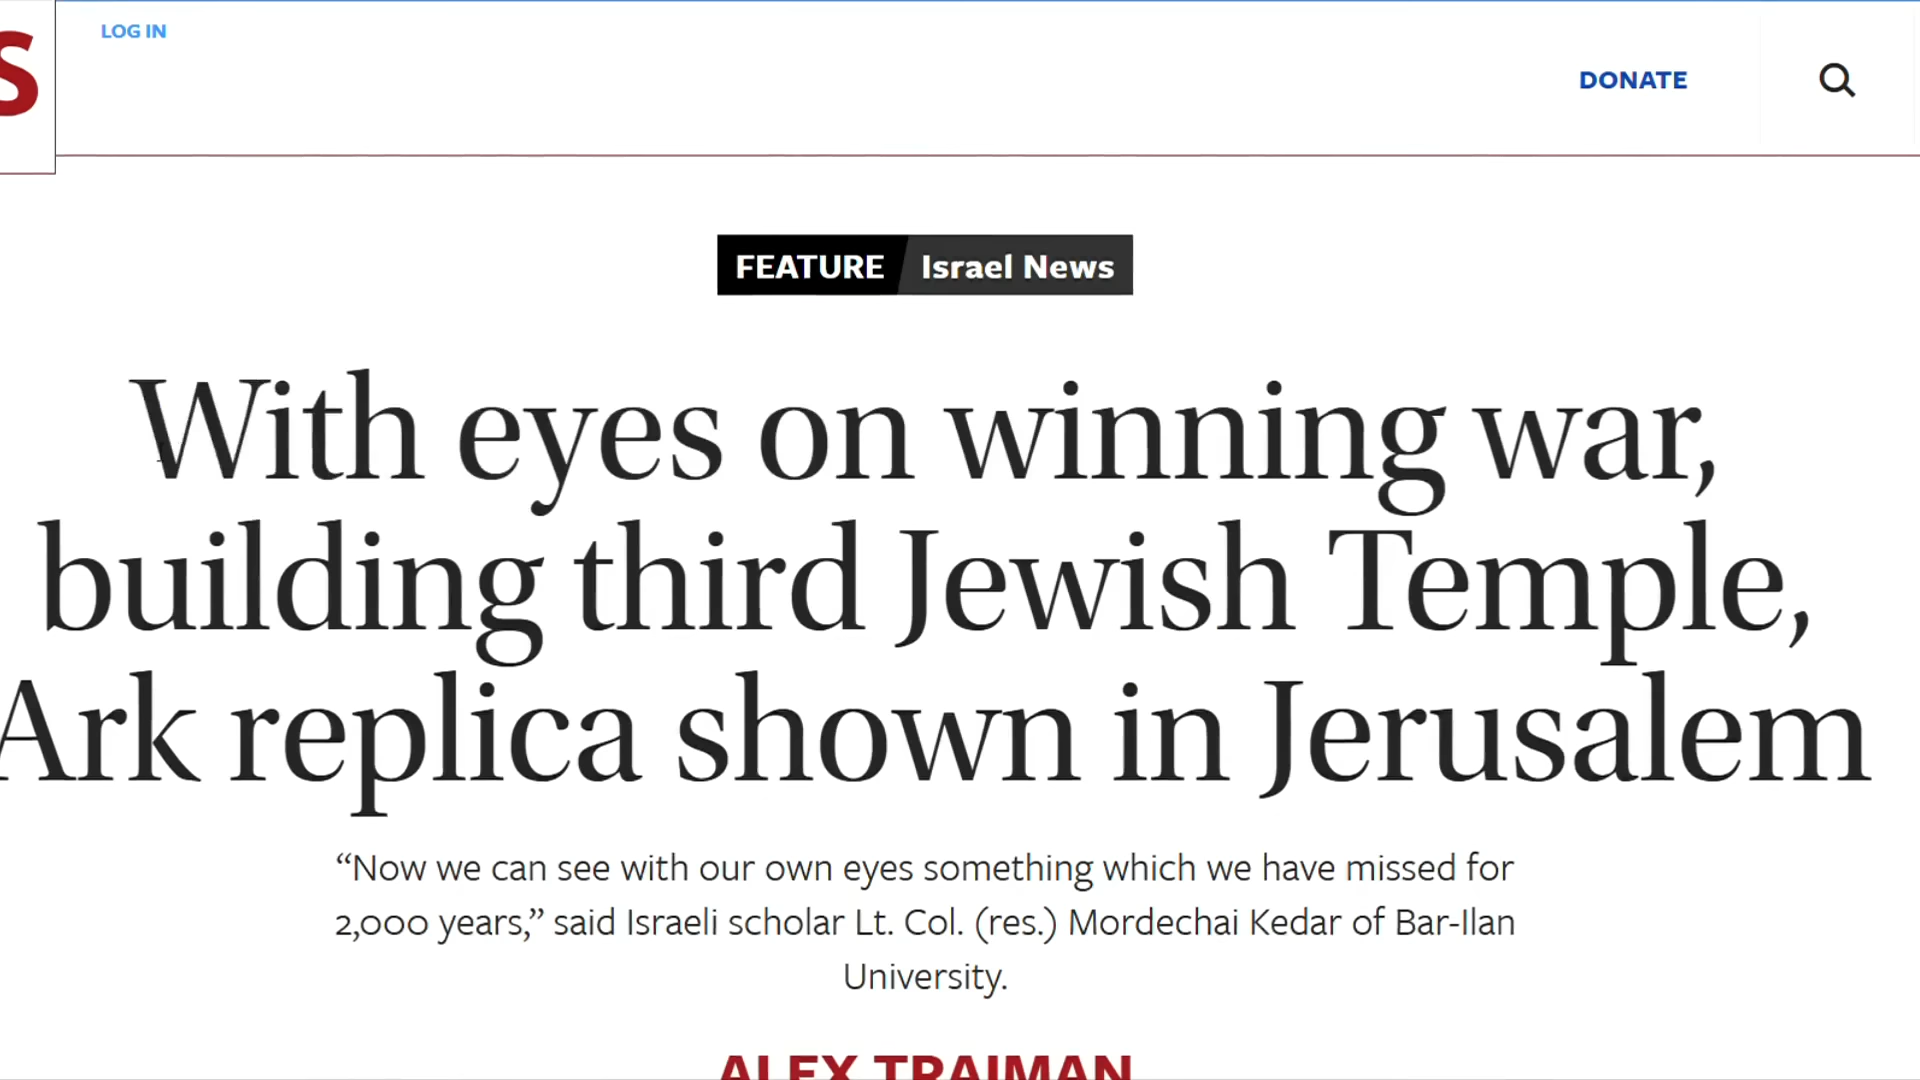 S
LOG IN
DONATE
FEATURE Israel News
With eyes on winning war,
building third Jewish Temple,
Ark replica shown in Jerusalem
“Now we can see with our own eyes something which we have missed for
2,000 years,” said Israeli scholar Lt. Col. (res.) Mordechai Kedar of Bar-Ilan
University.
ALEX TRAIMAN